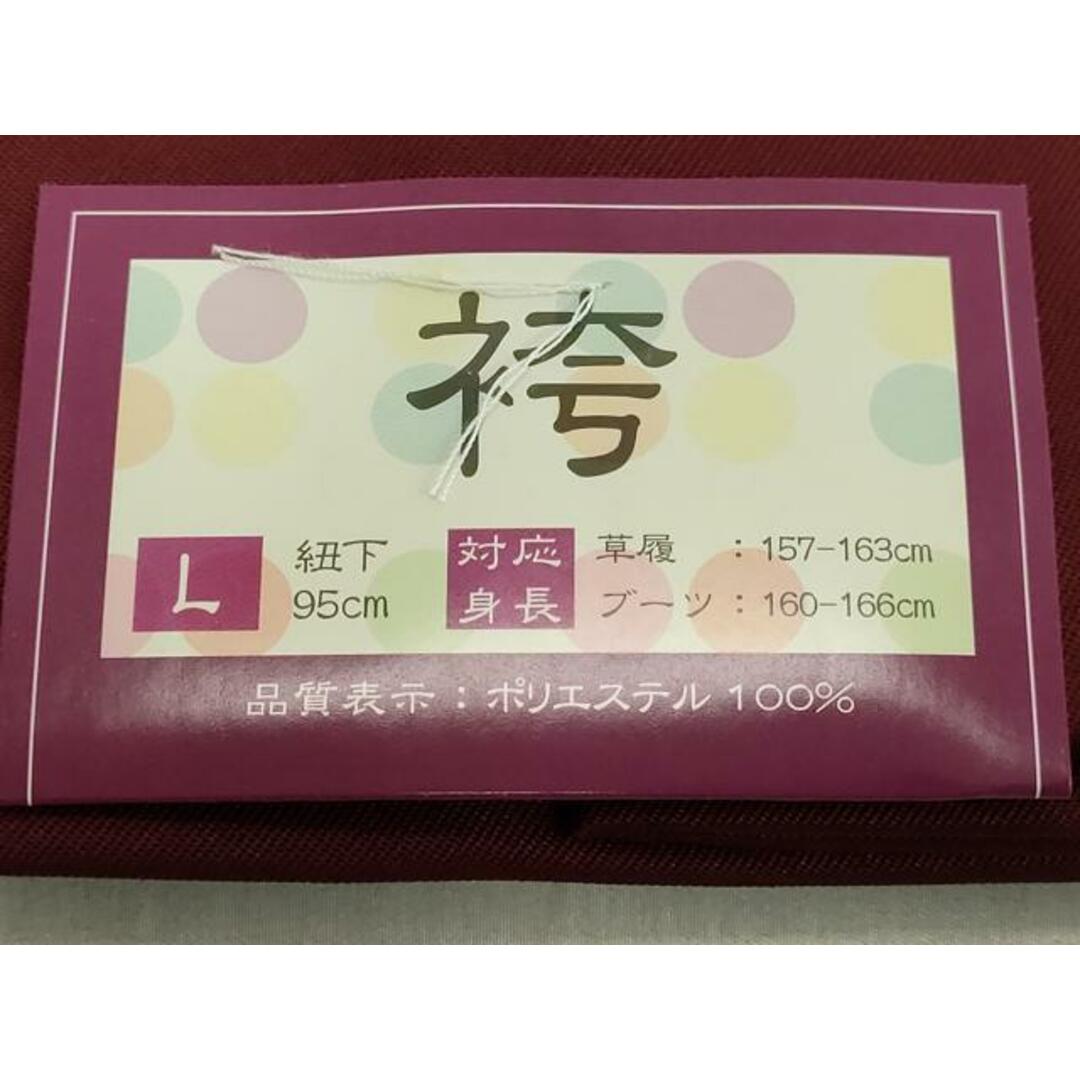 袴
L
紐下
95cm
対応
身長
草履 : 157-163cm
ブーツ : 160-166cm
品質表示 : ポリエステル 100%